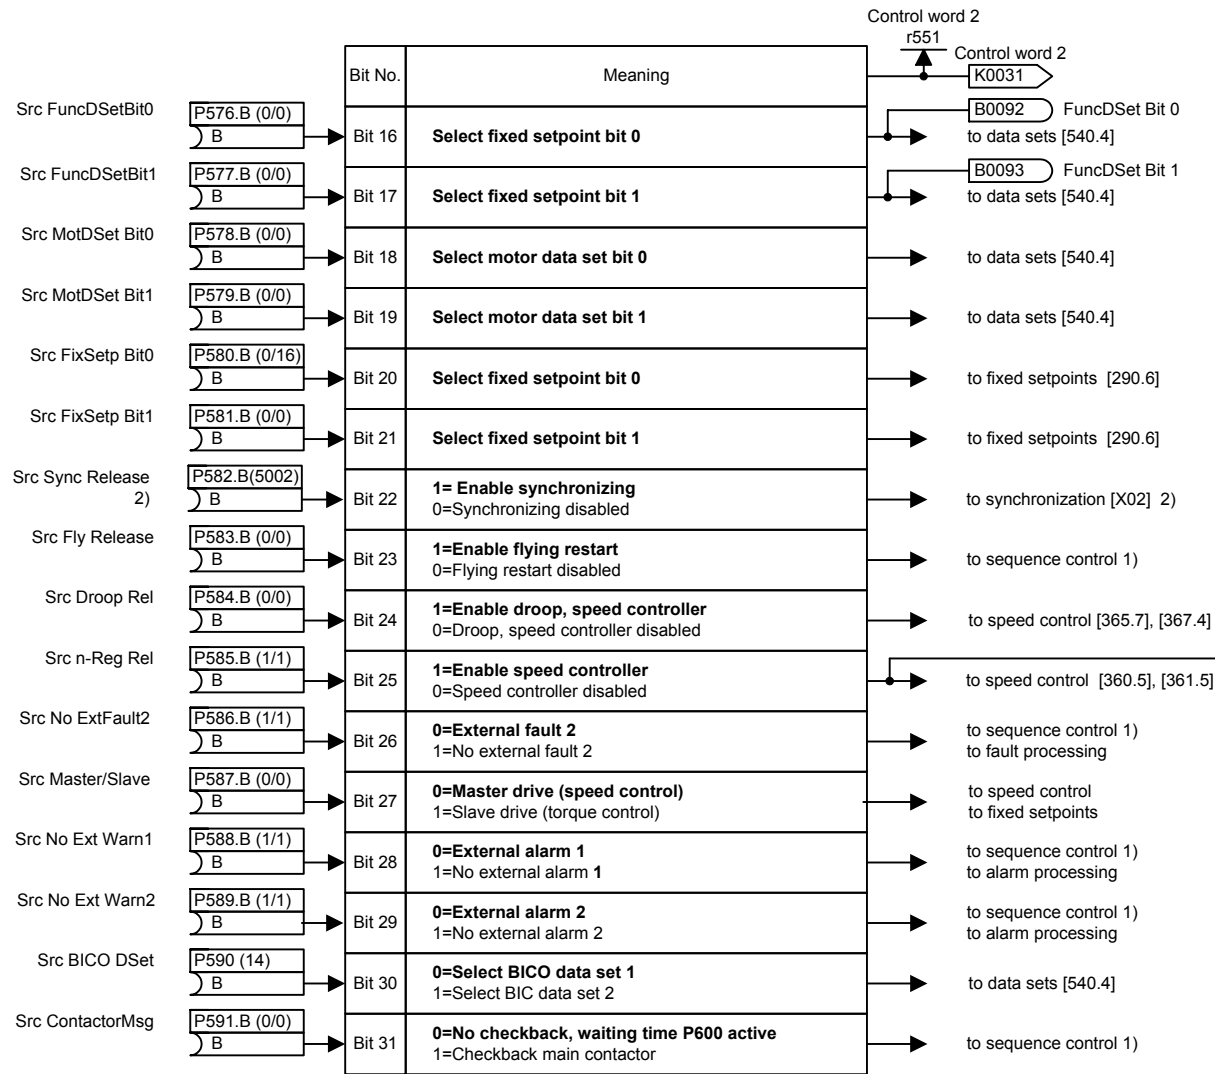 Control word 2
r551
Control word 2
K0031
Bit No. Meaning
Src FuncDSetBit0 P576.B (0/0) B Bit 16 Select fixed setpoint bit 0 B0092 FuncDSet Bit 0
to data sets [540.4]
Src FuncDSetBit1 P577.B (0/0) B Bit 17 Select fixed setpoint bit 1 B0093 FuncDSet Bit 1
to data sets [540.4]
Src MotDSet Bit0 P578.B (0/0) B Bit 18 Select motor data set bit 0 to data sets [540.4]
Src MotDSet Bit1 P579.B (0/0) B Bit 19 Select motor data set bit 1 to data sets [540.4]
Src FixSetp Bit0 P580.B (0/16) B Bit 20 Select fixed setpoint bit 0 to fixed setpoints [290.6]
Src FixSetp Bit1 P581.B (0/0) B Bit 21 Select fixed setpoint bit 1 to fixed setpoints [290.6]
Src Sync Release P582.B(5002)
2) B Bit 22 1= Enable synchronizing
0=Synchronizing disabled to synchronization [X02] 2)
Src Fly Release P583.B (0/0) B Bit 23 1=Enable flying restart
0=Flying restart disabled to sequence control 1)
Src Droop Rel P584.B (0/0) B Bit 24 1=Enable droop, speed controller
0=Droop, speed controller disabled to speed control [365.7], [367.4]
Src n-Reg Rel P585.B (1/1) B Bit 25 1=Enable speed controller
0=Speed controller disabled to speed control [360.5], [361.5]
Src No ExtFault2 P586.B (1/1) B Bit 26 0=External fault 2 to sequence control 1)
1=No external fault 2 to fault processing
Src Master/Slave P587.B (0/0) B Bit 27 0=Master drive (speed control) to speed control
1=Slave drive (torque control) to fixed setpoints
Src No Ext Warn1 P588.B (1/1) B Bit 28 0=External alarm 1 to sequence control 1)
1=No external alarm 1 to alarm processing
Src No Ext Warn2 P589.B (1/1) B Bit 29 0=External alarm 2 to sequence control 1)
1=No external alarm 2 to alarm processing
Src BICO DSet P590 (14) B Bit 30 0=Select BICO data set 1
1=Select BIC data set 2 to data sets [540.4]
Src ContactorMsg P591.B (0/0) B Bit 31 0=No checkback, waiting time P600 active
1=Checkback main contactor to sequence control 1)